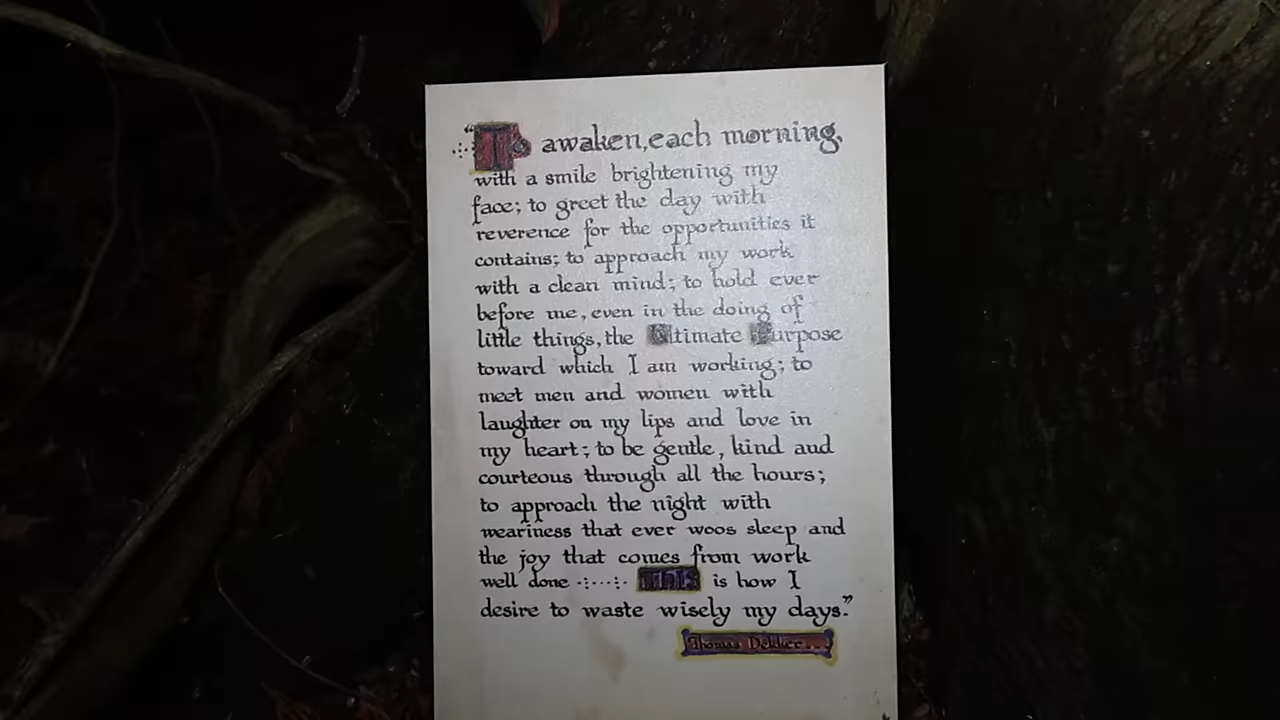 "To awaken, each morning,
with a smile brightening my
face; to greet the day with
reverence for the opportunities it
contains; to approach my work
with a clean mind; to hold ever
before me, even in the doing of
little things, the Ultimate Purpose
toward which I am working; to
meet men and women with
laughter on my lips and love in
my heart; to be gentle, kind and
courteous through all the hours;
to approach the night with
weariness that ever woos sleep and
the joy that comes from work
well done This is how I
desire to waste wisely my days."
Thomas Dekker...